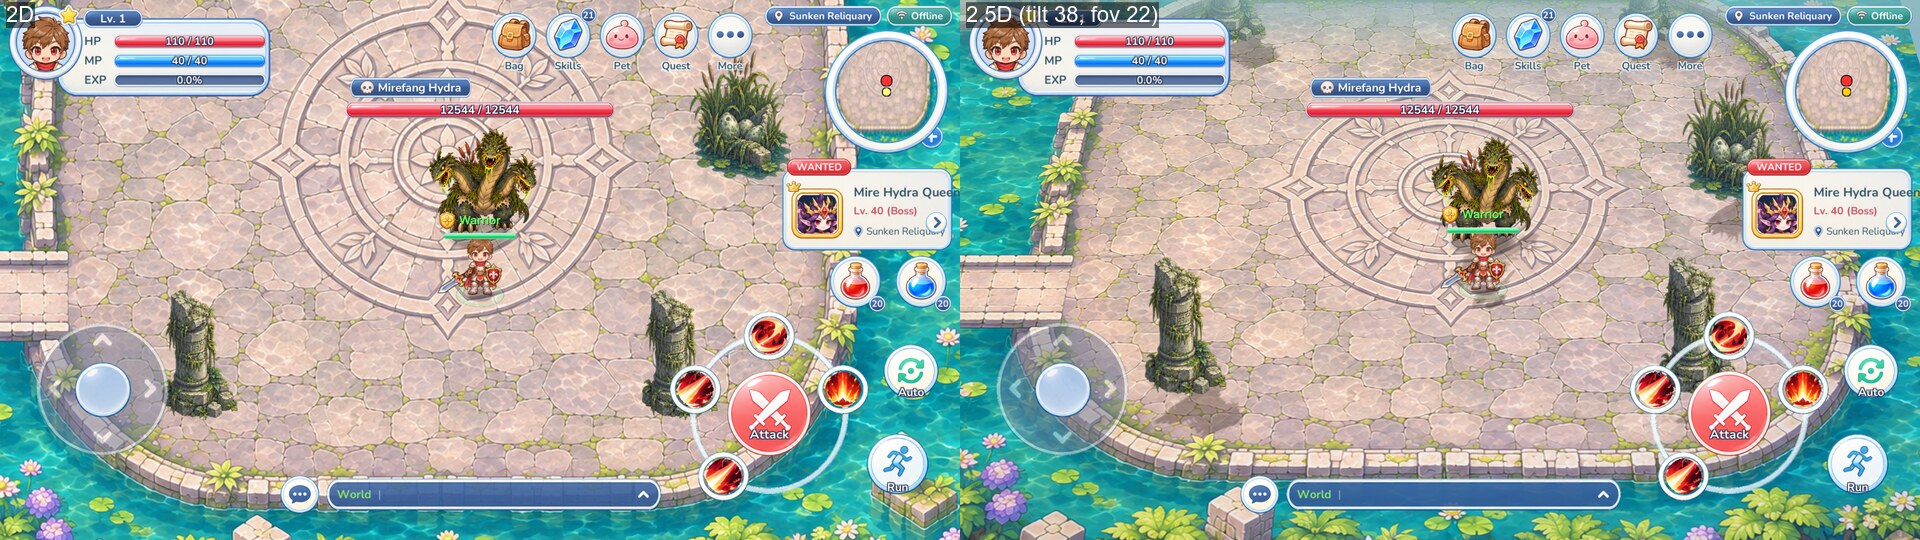 2D
Lv. 1
HP 110 / 110
MP 40 / 40
EXP 0.0%
Bag
21
Skills
Pet
Quest
More
Sunken Reliquary
Offline
Mirefang Hydra
12544 / 12544
WANTED
Mire Hydra Queen
Lv. 40 (Boss)
Sunken Reliquary
Warrior
20
20
Auto
Attack
Run
World
2.5D (tilt 38, fov 22)
HP 110 / 110
MP 40 / 40
EXP 0.0%
Bag
21
Skills
Pet
Quest
More
Sunken Reliquary
Offline
Mirefang Hydra
12544 / 12544
WANTED
Mire Hydra Queen
Lv. 40 (Boss)
Sunken Reliquary
Warrior
20
20
Auto
Attack
Run
World